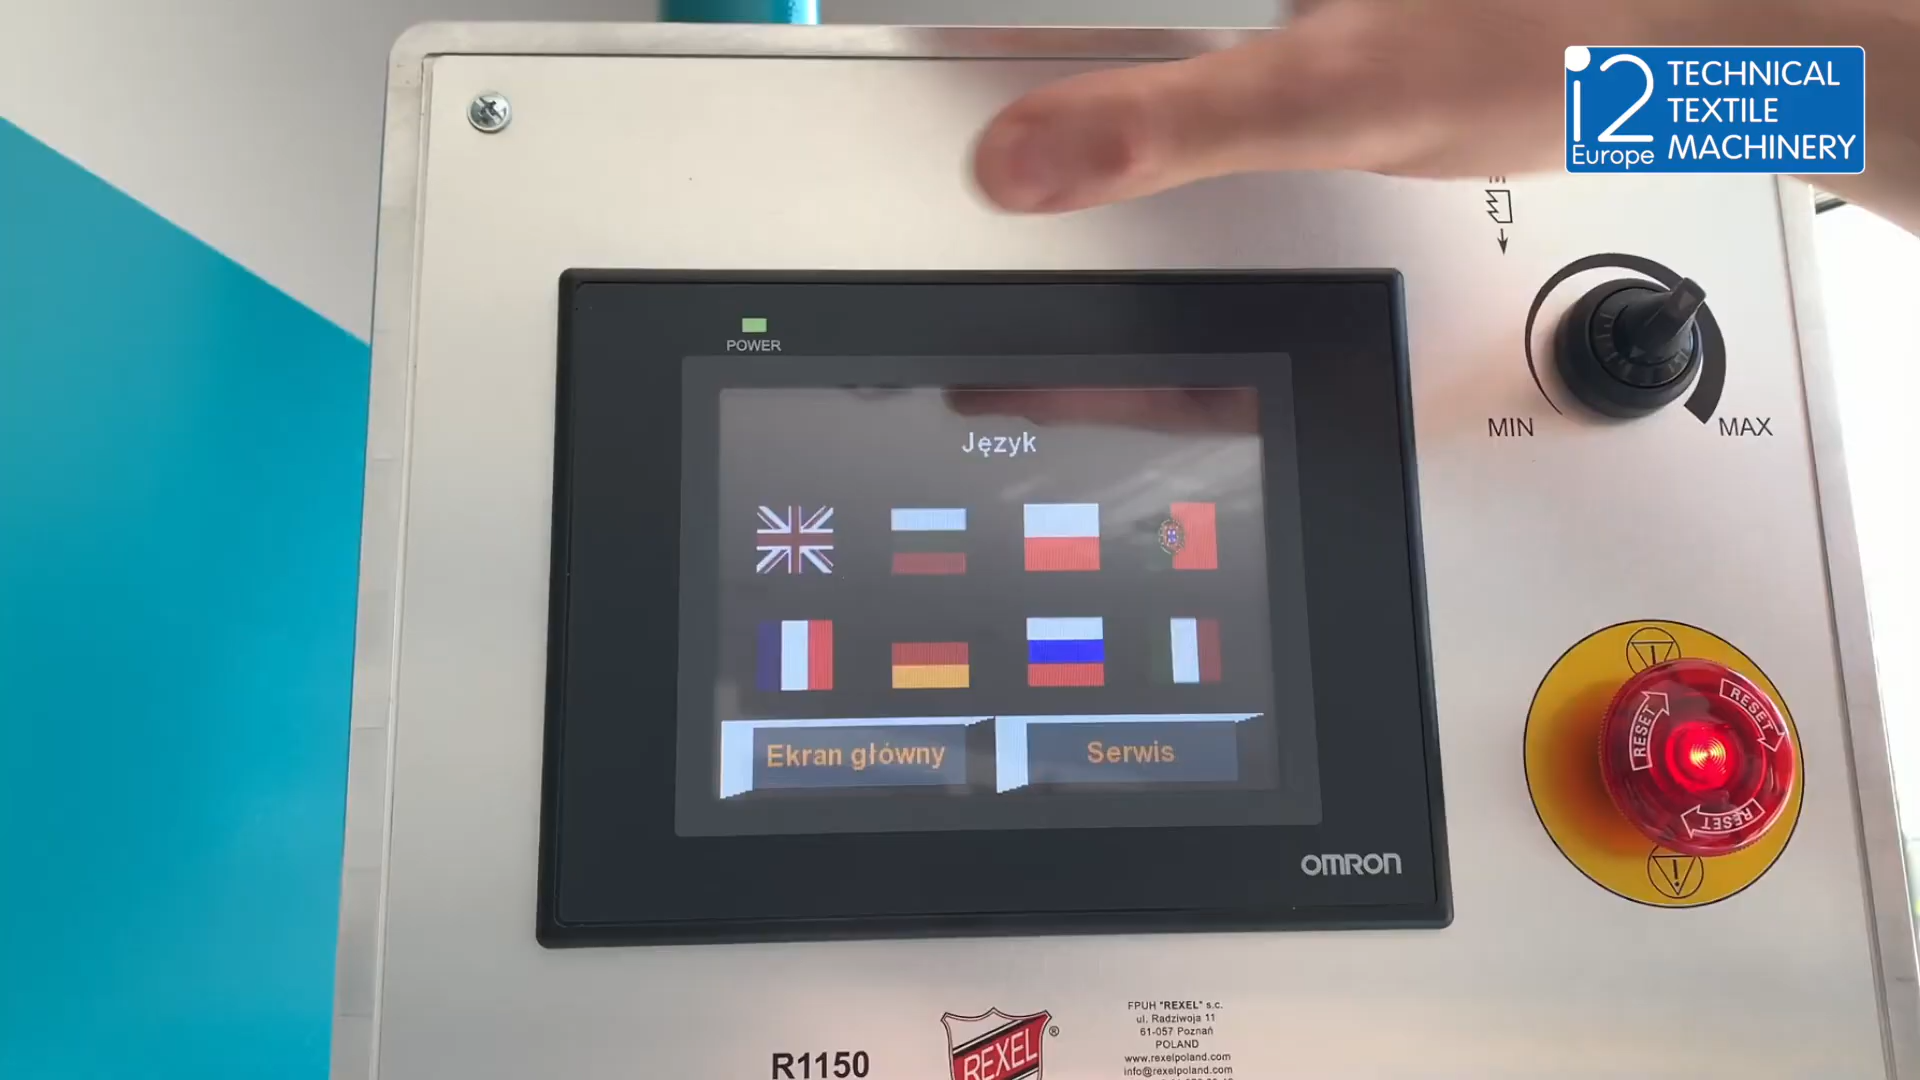 i2
Europe
TECHNICAL
TEXTILE
MACHINERY
POWER
MIN
MAX
Język
Ekran główny
Serwis
RESET
RESET
RESET
OMRON
R1150
REXEL
®
FPUH "REXEL" s.c.
ul. Radziwoja 11
61-057 Poznań
POLAND
www.rexelpoland.com
info@rexelpoland.com